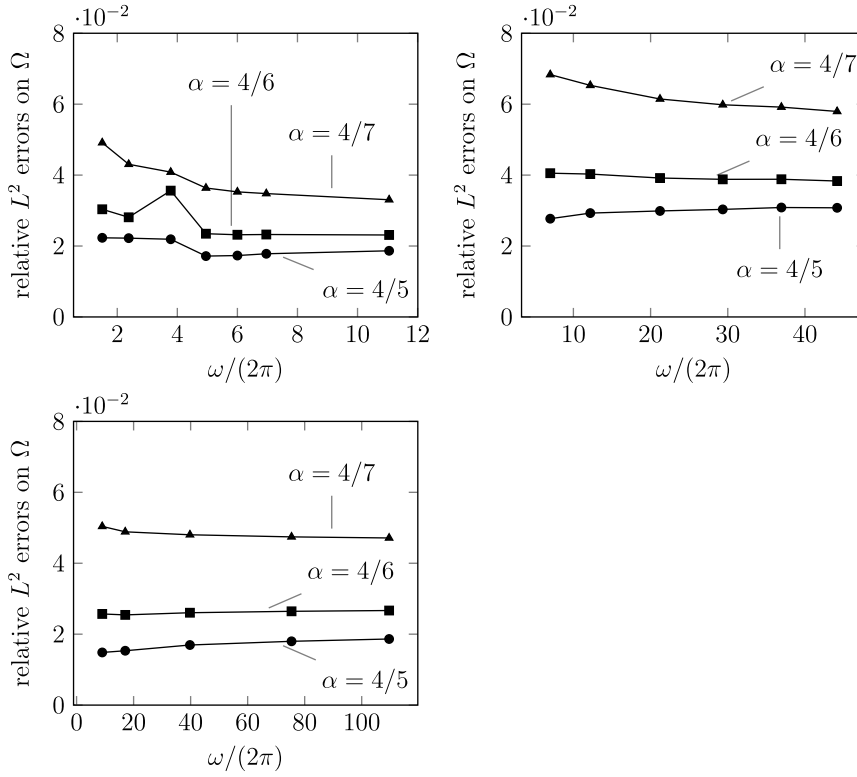 ·10⁻²
8
6
4
2
0
relative L² errors on Ω
α = 4/6
α = 4/7
α = 4/5
2 4 6 8 10 12
ω/(2π)
·10⁻²
8
6
4
2
0
relative L² errors on Ω
α = 4/7
α = 4/6
α = 4/5
10 20 30 40
ω/(2π)
·10⁻²
8
6
4
2
0
relative L² errors on Ω
α = 4/7
α = 4/6
α = 4/5
0 20 40 60 80 100
ω/(2π)